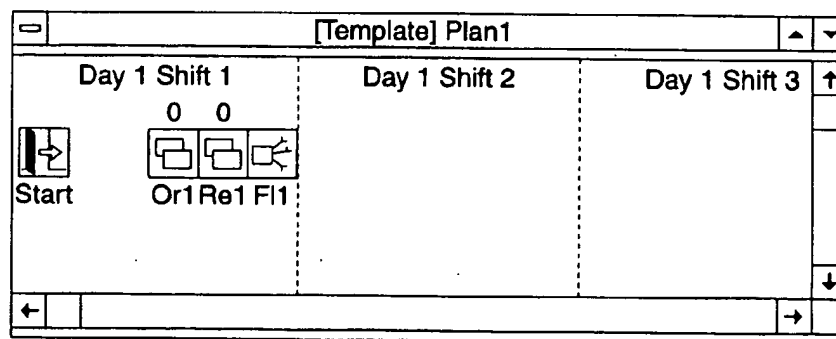 [Template] Plan1
Day 1 Shift 1 Day 1 Shift 2 Day 1 Shift 3
0 0
Start Or1 Re1 Fl1